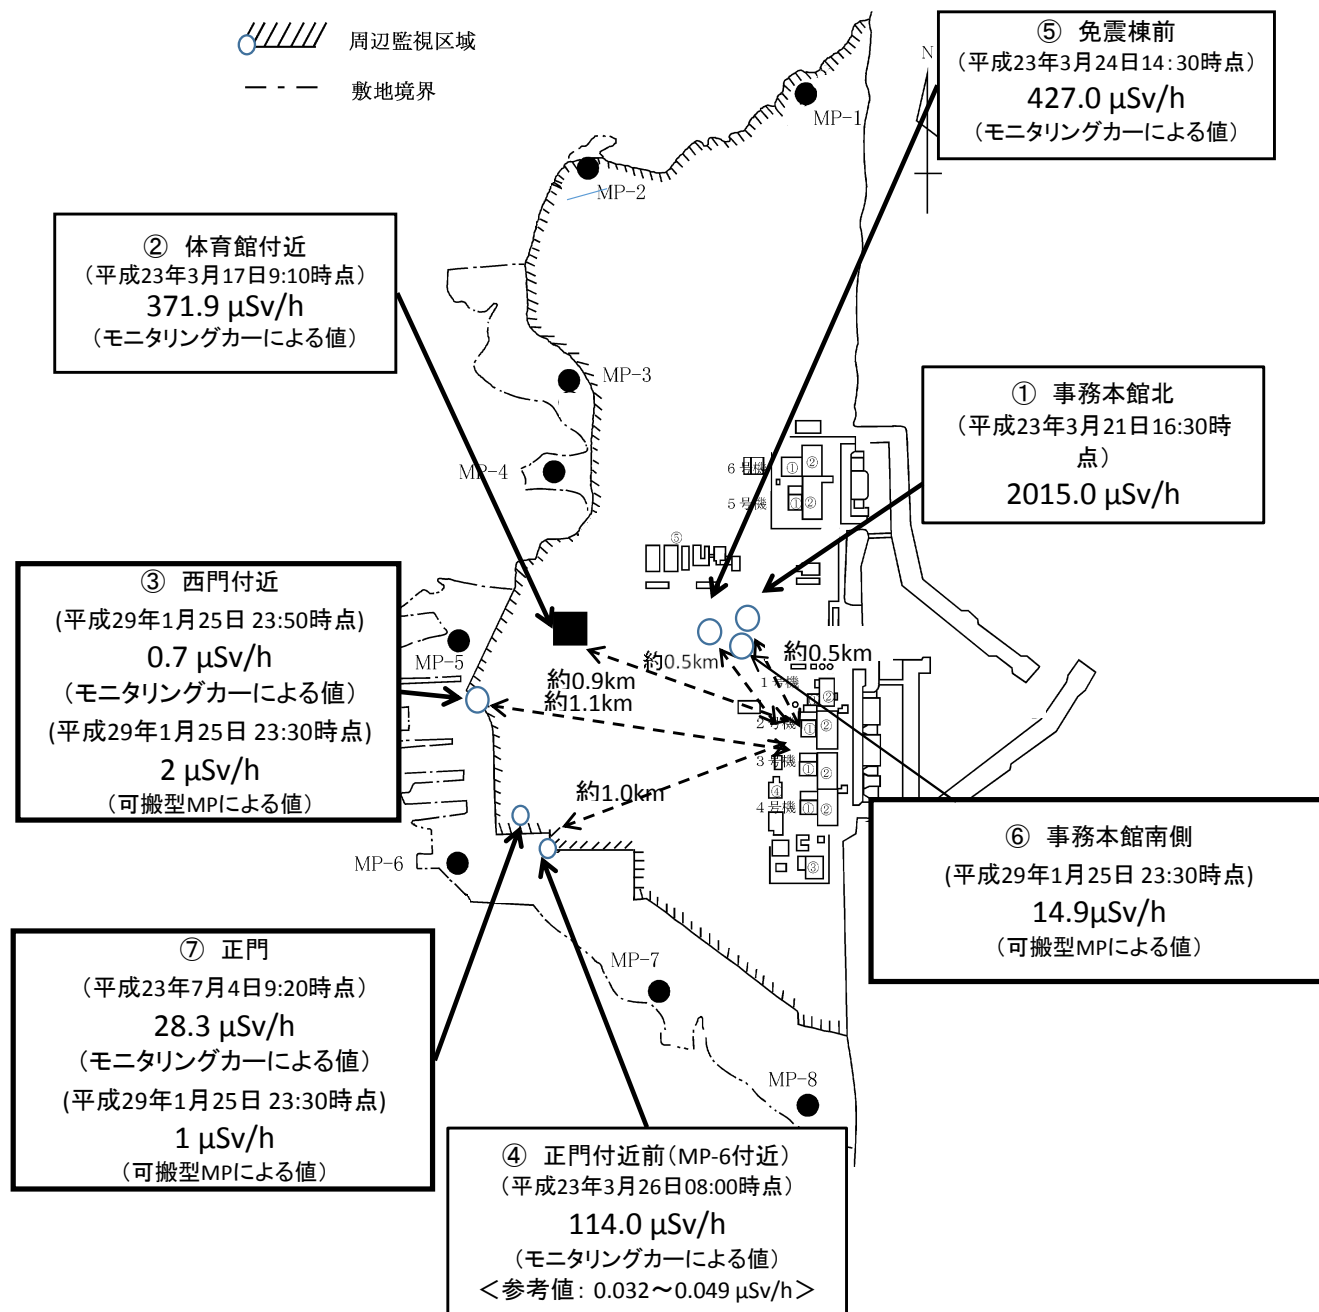 周辺監視区域
敷地境界
⑤ 免震棟前
(平成23年3月24日14:30時点)
427.0 µSv/h
(モニタリングカーによる値)
N
MP-1
MP-2
② 体育館付近
(平成23年3月17日9:10時点)
371.9 µSv/h
(モニタリングカーによる値)
MP-3
① 事務本館北
(平成23年3月21日16:30時
点)
2015.0 µSv/h
MP-4
6号機
①
②
5号機
①
②
⑤
③ 西門付近
(平成29年1月25日 23:50時点)
0.7 µSv/h
(モニタリングカーによる値)
(平成29年1月25日 23:30時点)
2 µSv/h
(可搬型MPによる値)
MP-5
約0.5km
約0.5km
約0.9km
約1.1km
1号機
②
2号機
①
②
3号機
①
②
約1.0km
④
4号機
①
②
③
⑥ 事務本館南側
(平成29年1月25日 23:30時点)
14.9µSv/h
(可搬型MPによる値)
MP-6
⑦ 正門
(平成23年7月4日9:20時点)
28.3 µSv/h
(モニタリングカーによる値)
(平成29年1月25日 23:30時点)
1 µSv/h
(可搬型MPによる値)
MP-7
MP-8
④ 正門付近前(MP-6付近)
(平成23年3月26日08:00時点)
114.0 µSv/h
(モニタリングカーによる値)
<参考値: 0.032～0.049 µSv/h>